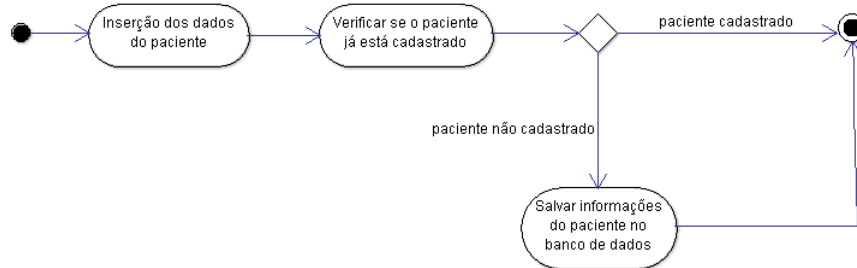 Inserção dos dados
do paciente
Verificar se o paciente
já está cadastrado
paciente cadastrado
paciente não cadastrado
Salvar informações
do paciente no
banco de dados